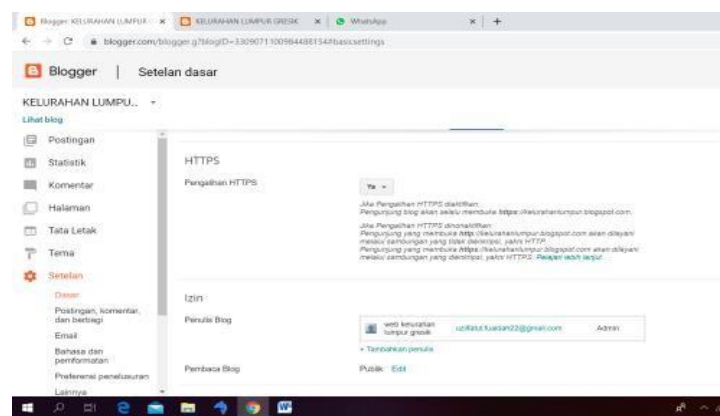 Blogger: KELURAHAN LUMPUR
KELURAHAN LUMPUR GRESIK
WhatsApp
blogger.com/blogger.g?blogID=3309071100984488154#basicsettings
Blogger | Setelan dasar
KELURAHAN LUMPU..
Lihat blog
Postingan
Statistik
Komentar
Halaman
Tata Letak
Tema
Setelan
Dasar
Postingan, komentar,
dan berbagi
Email
Bahasa dan
pemformatan
Preferensi penelusuran
Lainnya
HTTPS
Pengalihan HTTPS
Ya
Jika Pengalihan HTTPS diaktifkan:
Pengunjung blog akan selalu membuka https://kelurahanlumpur.blogspot.com.
Jika Pengalihan HTTPS dinonaktifkan:
Pengunjung yang membuka http://kelurahanlumpur.blogspot.com akan dilayani
melalui sambungan yang tidak dienkripsi, yakni HTTP.
Pengunjung yang membuka https://kelurahanlumpur.blogspot.com akan dilayani
melalui sambungan yang dienkripsi, yakni HTTPS. Pelajari lebih lanjut.
Izin
Penulis Blog
web kelurahan
lumpur gresik
Admin
+ Tambahkan penulis
Pembaca Blog
Publik Edit